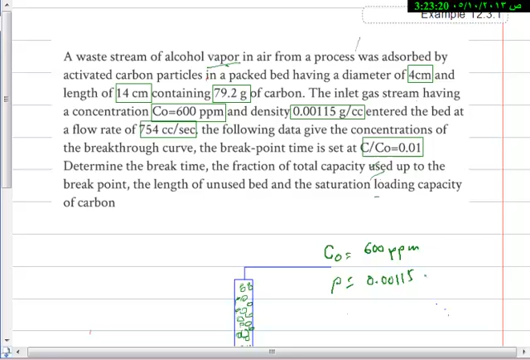 3:23:20 ص ٠٥/١٠/٢٠١٣
Example 12.3.1
A waste stream of alcohol vapor in air from a process was adsorbed by
activated carbon particles in a packed bed having a diameter of 4cm and
length of 14 cm containing 79.2 g of carbon. The inlet gas stream having
a concentration Co=600 ppm and density 0.00115 g/cc entered the bed at
a flow rate of 754 cc/sec, the following data give the concentrations of
the breakthrough curve, the break-point time is set at C/Co=0.01
Determine the break time, the fraction of total capacity used up to the
break point, the length of unused bed and the saturation loading capacity
of carbon
Co= 600 ppm
ρ= 0.00115